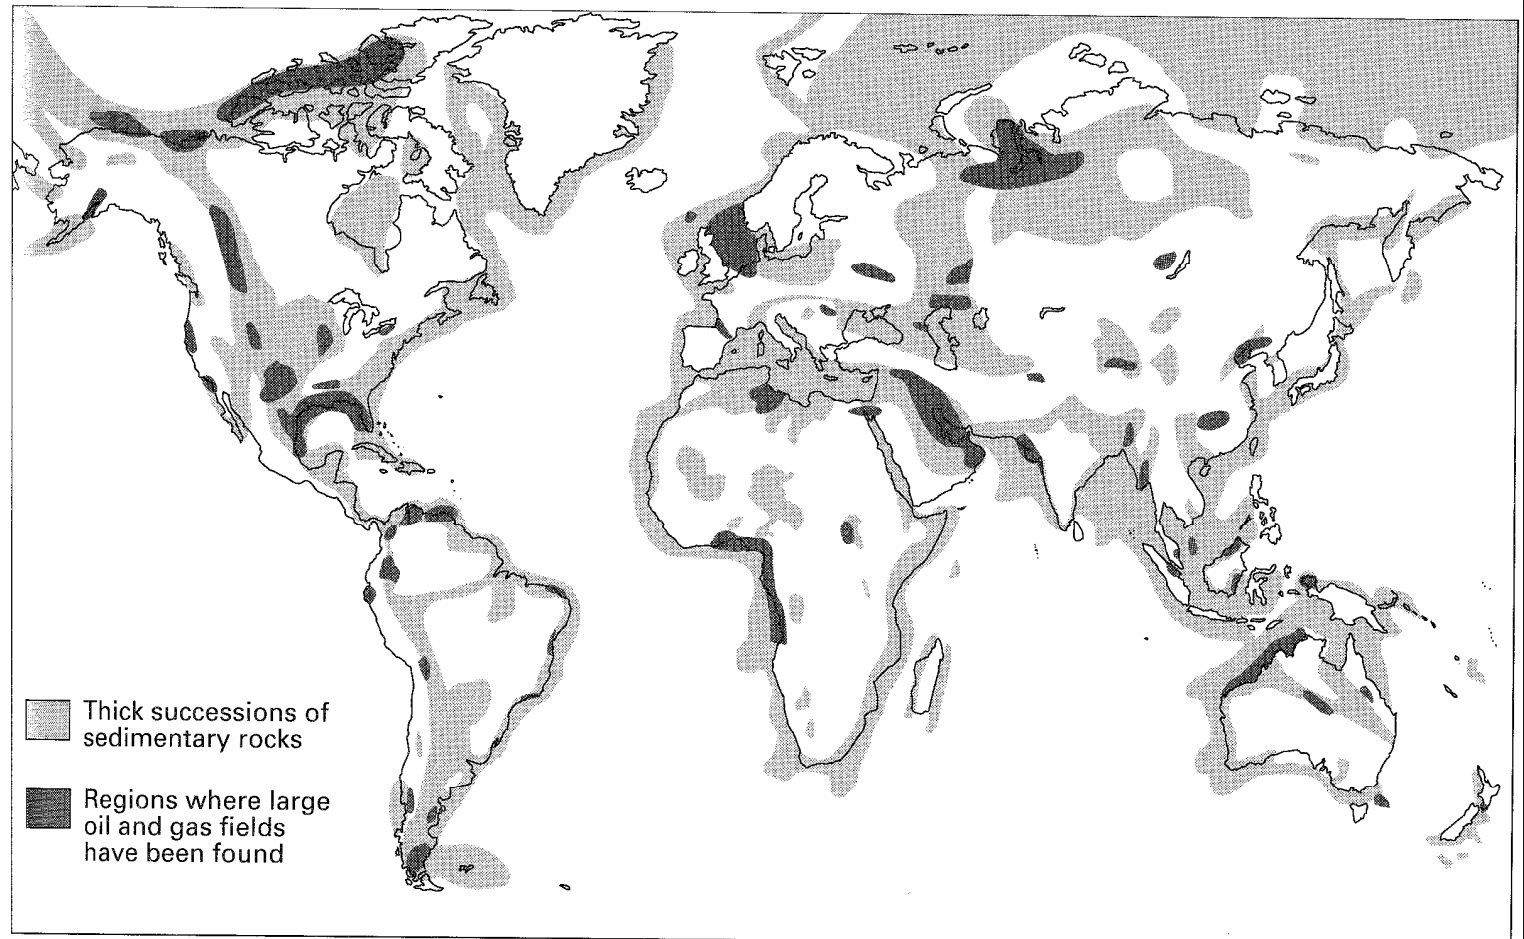 Thick successions of
sedimentary rocks
Regions where large
oil and gas fields
have been found